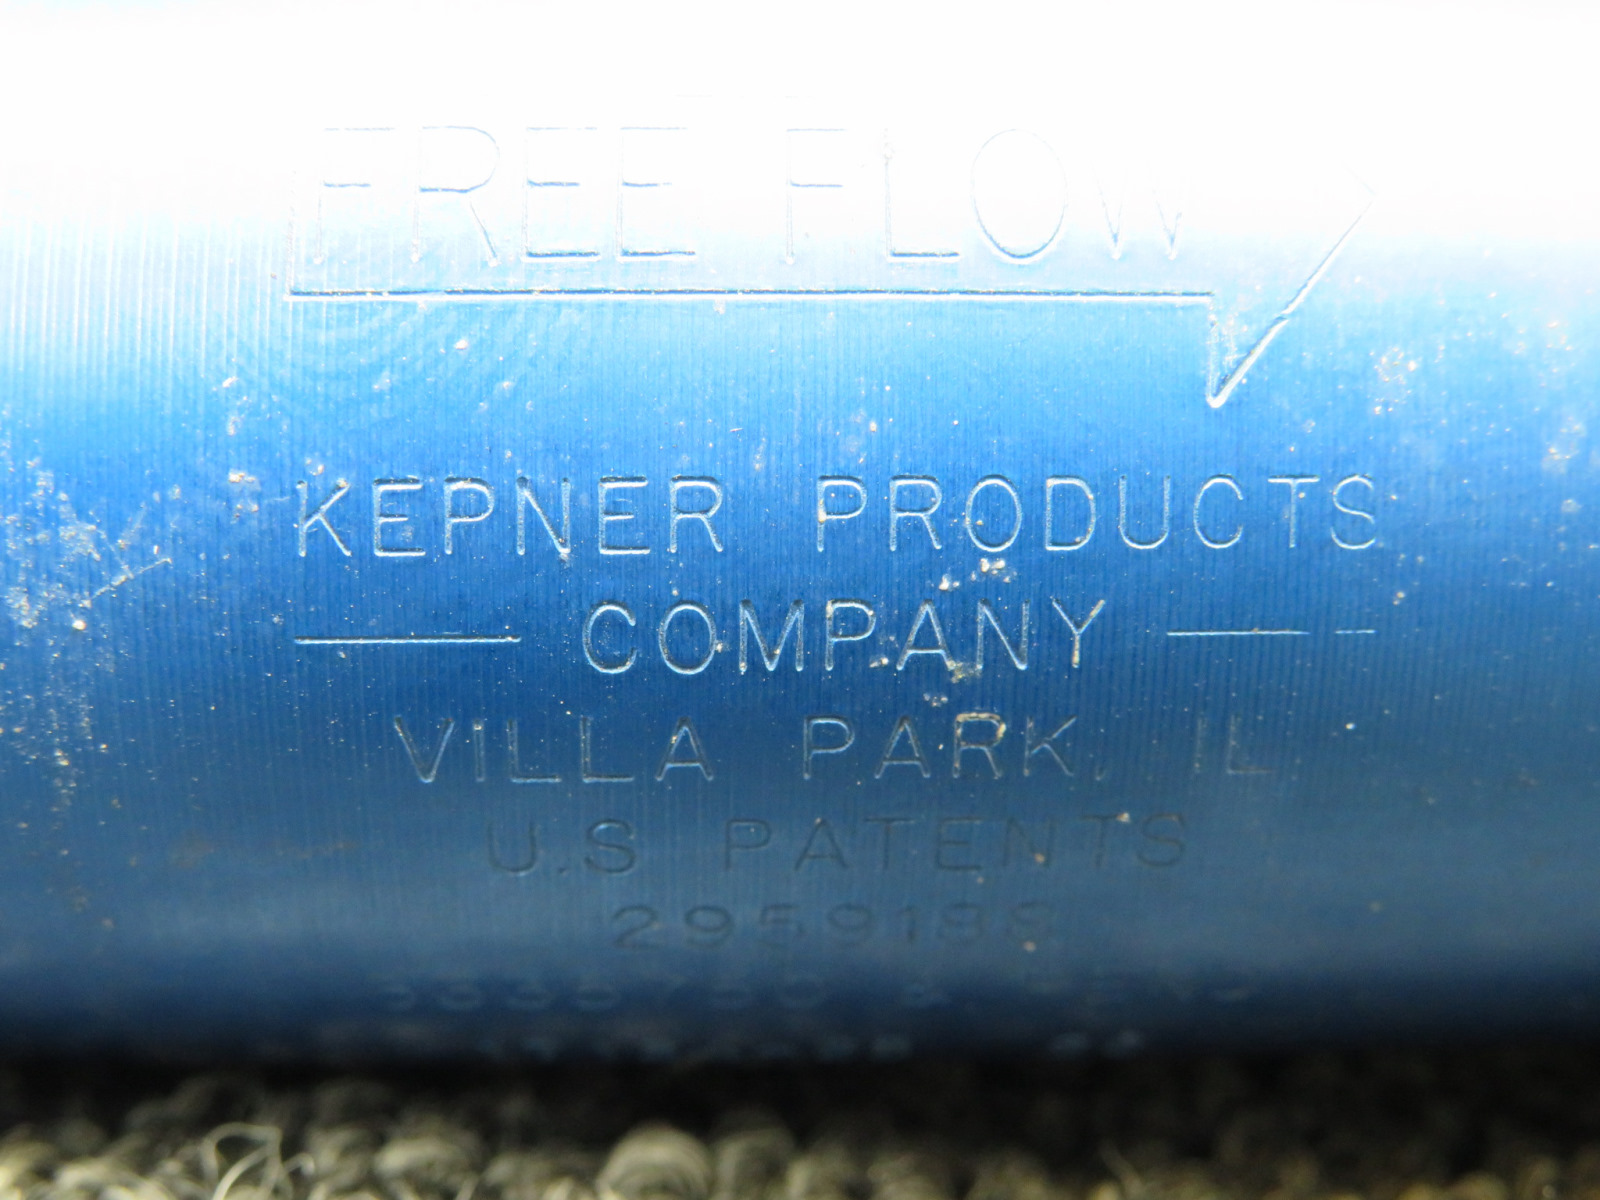 FREE FLOW
KEPNER PRODUCTS
COMPANY
VILLA PARK, IL.
U.S PATENTS
2959188
&